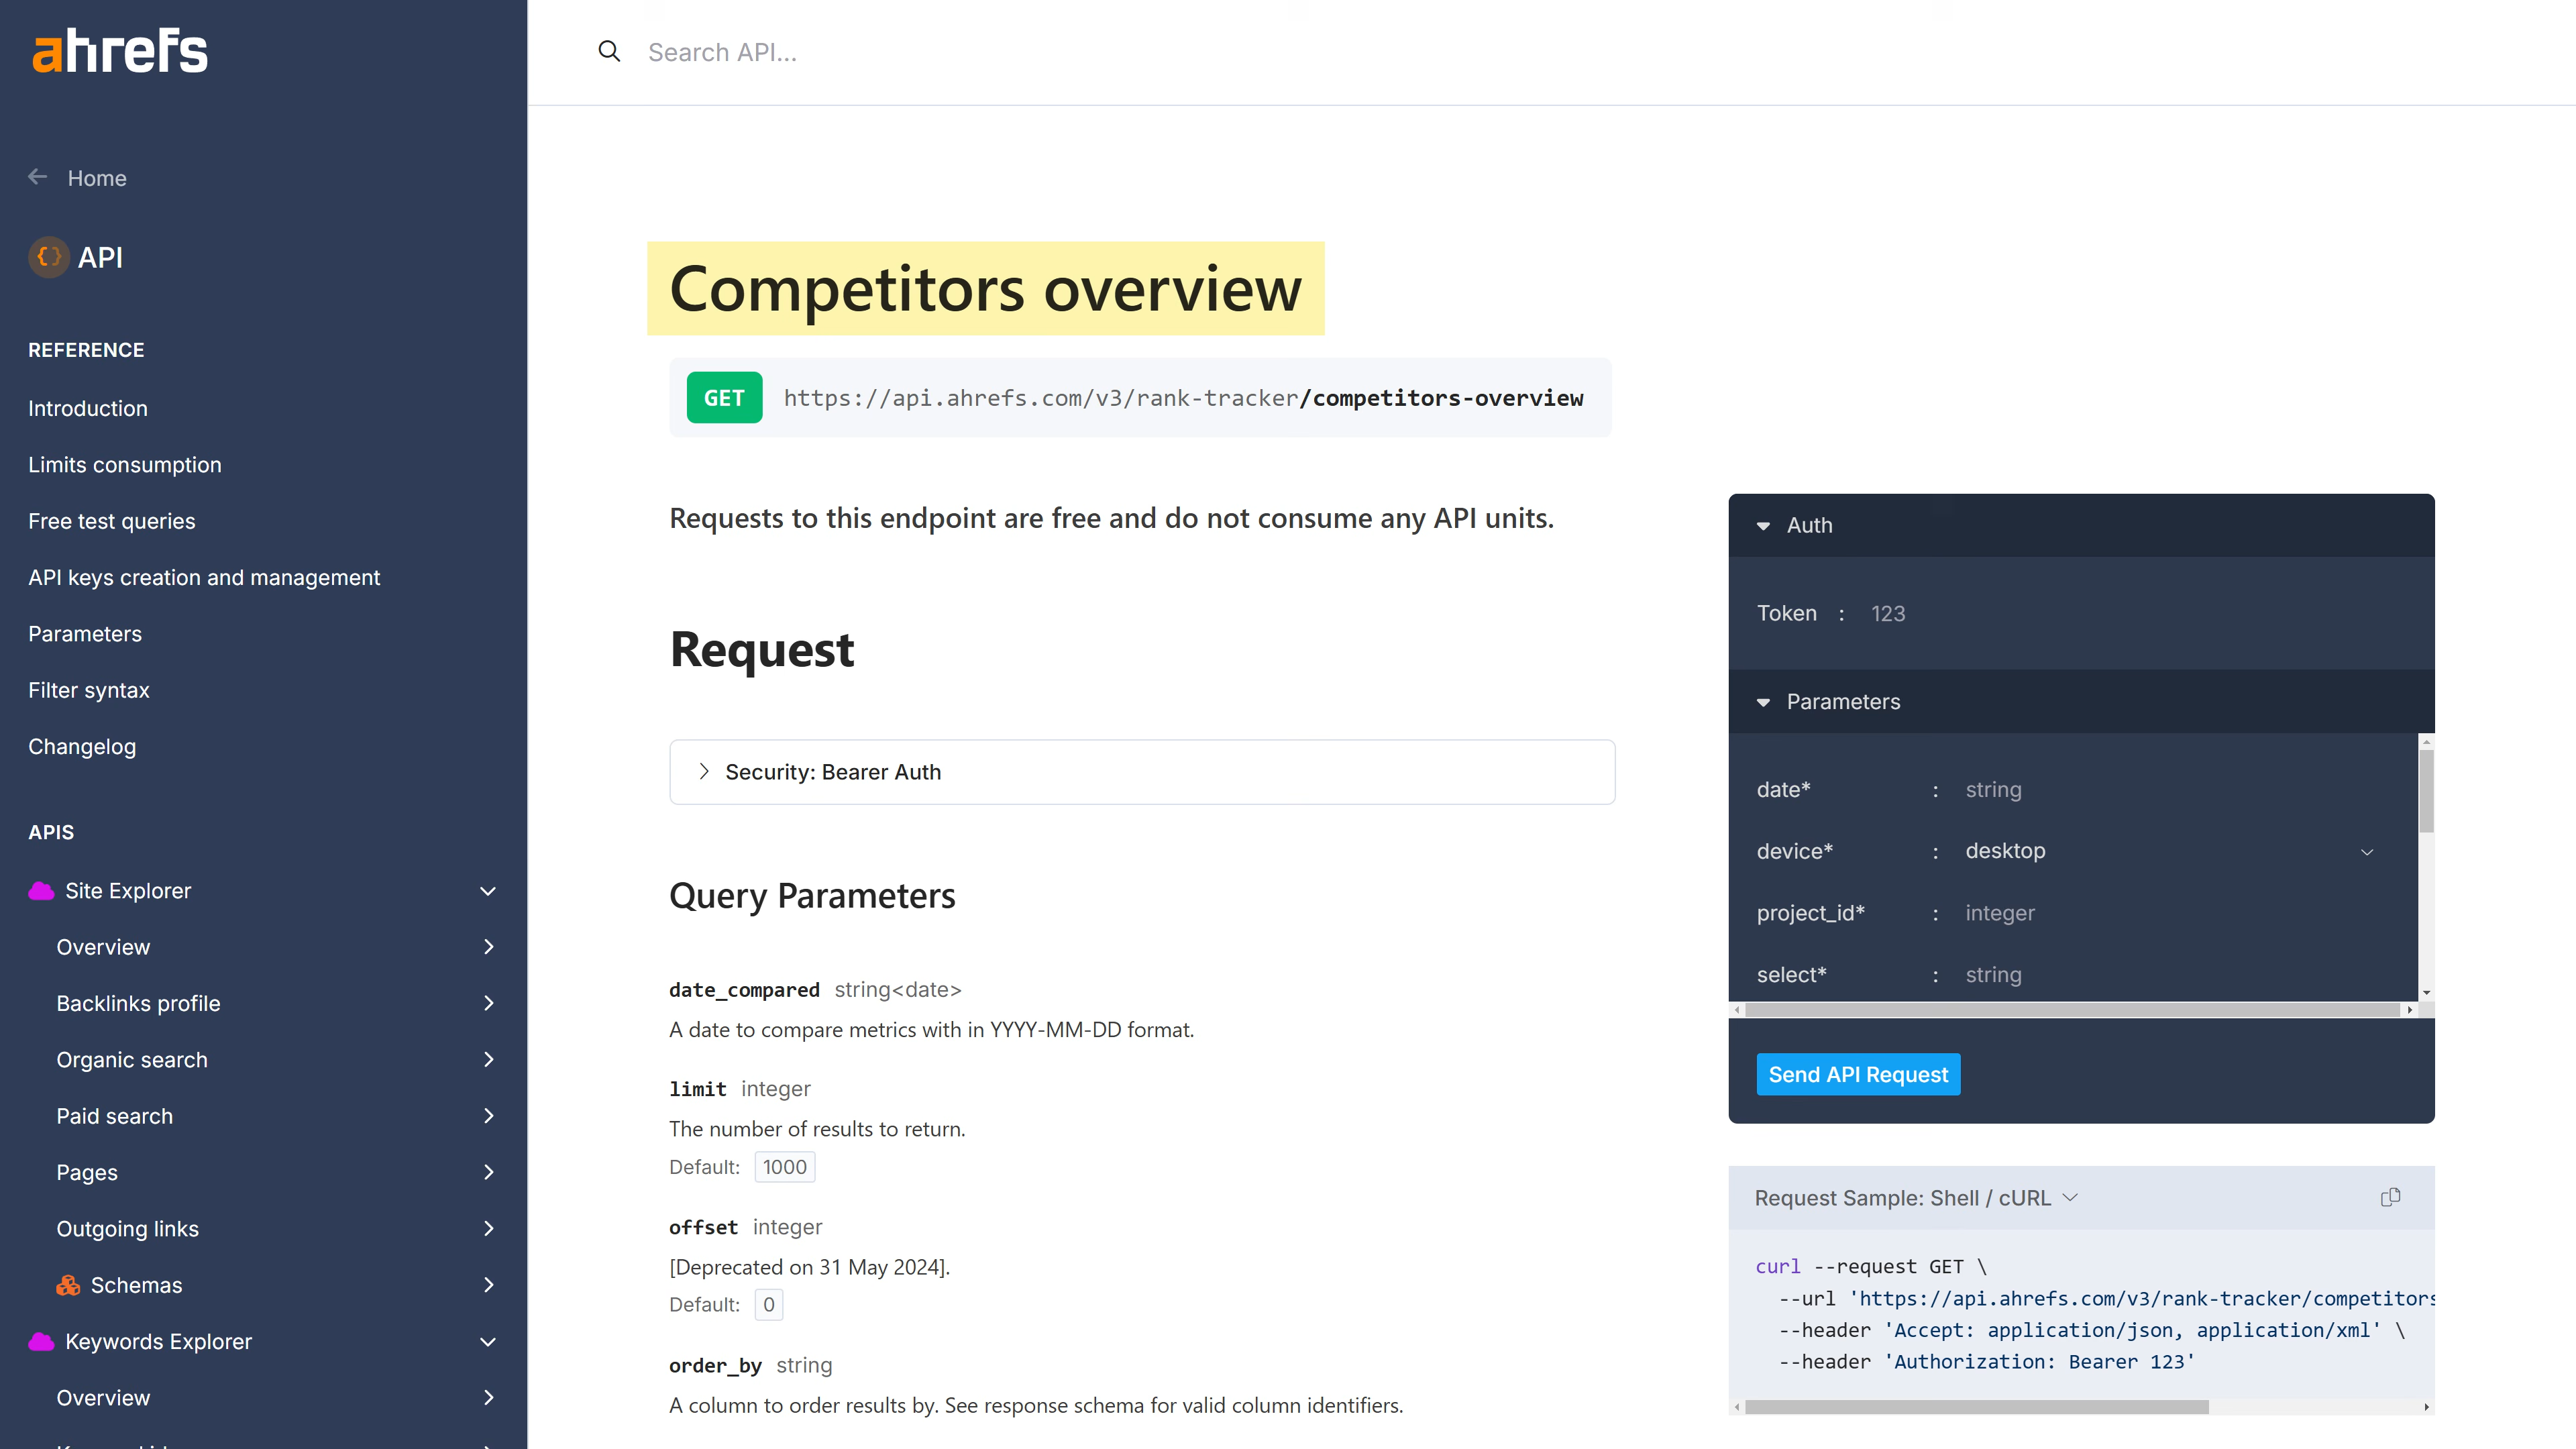 ahrefs
Home
{} API
REFERENCE
Introduction
Limits consumption
Free test queries
API keys creation and management
Parameters
Filter syntax
Changelog
APIS
Site Explorer
Overview
Backlinks profile
Organic search
Paid search
Pages
Outgoing links
Schemas
Keywords Explorer
Overview
Search API...
Competitors overview
GET https://api.ahrefs.com/v3/rank-tracker/competitors-overview
Requests to this endpoint are free and do not consume any API units.
Request
Security: Bearer Auth
Query Parameters
date_compared string<date>
A date to compare metrics with in YYYY-MM-DD format.
limit integer
The number of results to return.
Default: 1000
offset integer
[Deprecated on 31 May 2024].
Default: 0
order_by string
A column to order results by. See response schema for valid column identifiers.
Auth
Token : 123
Parameters
date* : string
device* : desktop
project_id* : integer
select* : string
Send API Request
Request Sample: Shell / cURL
curl --request GET \
--url 'https://api.ahrefs.com/v3/rank-tracker/competitors
--header 'Accept: application/json, application/xml' \
--header 'Authorization: Bearer 123'